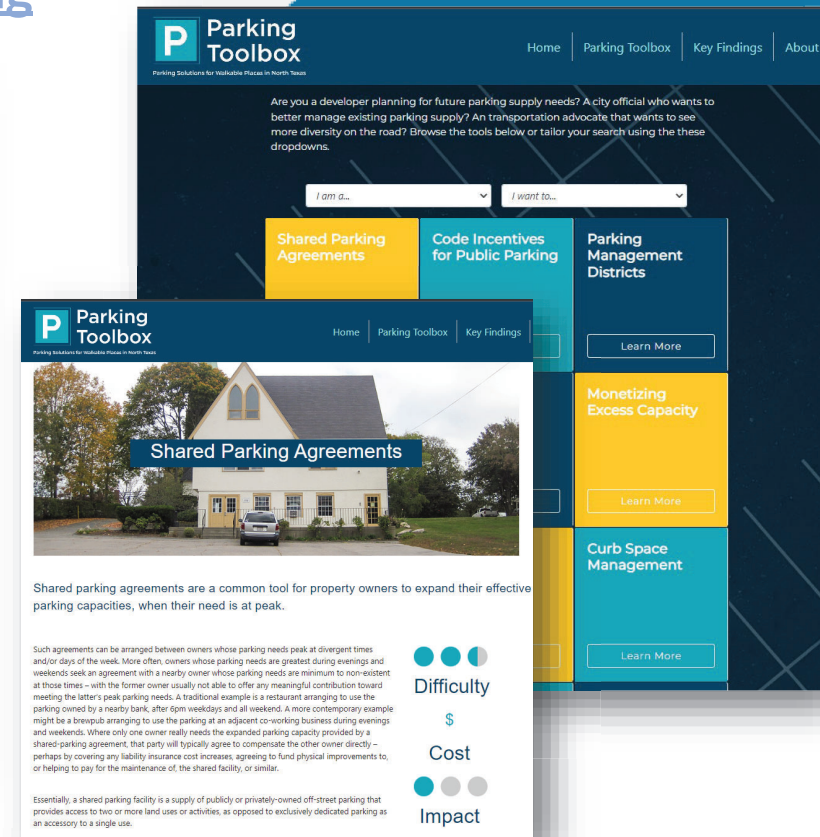 Parking
Toolbox
P
Parking Solutions for Walkable Places in North Texas
Home
Parking Toolbox
Key Findings
About
Are you a developer planning for future parking supply needs? A city official who wants to
better manage existing parking supply? An transportation advocate that wants to see
more diversity on the road? Browse the tools below or tailor your search using the these
dropdowns.
I am a...
I want to...
Shared Parking
Agreements
Code Incentives
for Public Parking
Parking
Management
Districts
Learn More
Monetizing
Excess Capacity
Learn More
Curb Space
Management
Learn More
P
Parking
Toolbox
Parking Solutions for Walkable Places in North Texas
Home
Parking Toolbox
Key Findings
Shared Parking Agreements
Shared parking agreements are a common tool for property owners to expand their effective
parking capacities, when their need is at peak.
Such agreements can be arranged between owners whose parking needs peak at divergent times
and/or days of the week. More often, owners whose parking needs are greatest during evenings and
weekends seek an agreement with a nearby owner whose parking needs are minimum to non-existent
at those times – with the former owner usually not able to offer any meaningful contribution toward
meeting the latter's peak parking needs. A traditional example is a restaurant arranging to use the
parking owned by a nearby bank, after 6pm weekdays and all weekend. A more contemporary example
might be a brewpub arranging to use the parking at an adjacent co-working business during evenings
and weekends. Where only one owner really needs the expanded parking capacity provided by a
shared-parking agreement, that party will typically agree to compensate the other owner directly –
perhaps by covering any liability insurance cost increases, agreeing to fund physical improvements to,
or helping to pay for the maintenance of, the shared facility, or similar.
Essentially, a shared parking facility is a supply of publicly or privately-owned off-street parking that
provides access to two or more land uses or activities, as opposed to exclusively dedicated parking as
an accessory to a single use.
Difficulty
$
Cost
Impact